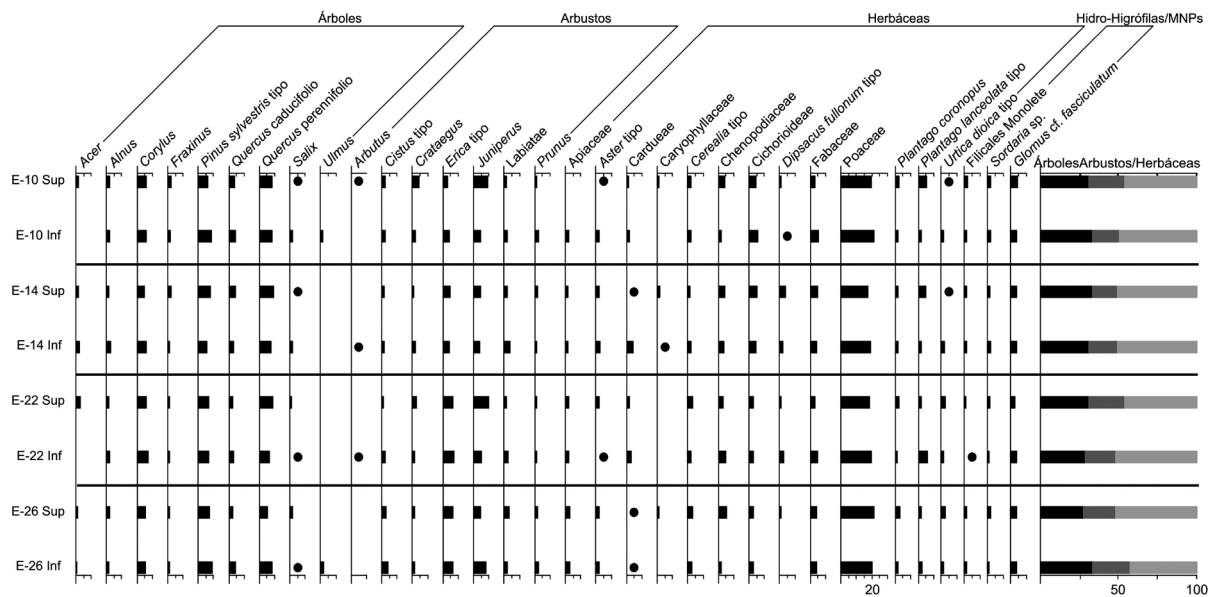 Árboles
Arbustos
Herbáceas
Hidro-Higrófilas/MNPs
Acer
Alnus
Corylus
Fraxinus
Pinus sylvestris tipo
Quercus caducifolio
Quercus perennifolio
Salix
Ulmus
Arbutus
Cistus tipo
Crataegus
Erica tipo
Juniperus
Labiatae
Prunus
Apiaceae
Aster tipo
Cardueae
Caryophyllaceae
Cerealia tipo
Chenopodiaceae
Cichorioideae
Dipsacus fullonum tipo
Fabaceae
Poaceae
Plantago coronopus
Plantago lanceolata tipo
Urtica dioica tipo
Filicales Monolete
Sordaria sp.
Glomus cf. fasciculatum
ÁrbolesArbustos/Herbáceas
E-10 Sup
E-10 Inf
E-14 Sup
E-14 Inf
E-22 Sup
E-22 Inf
E-26 Sup
E-26 Inf
20
50
100